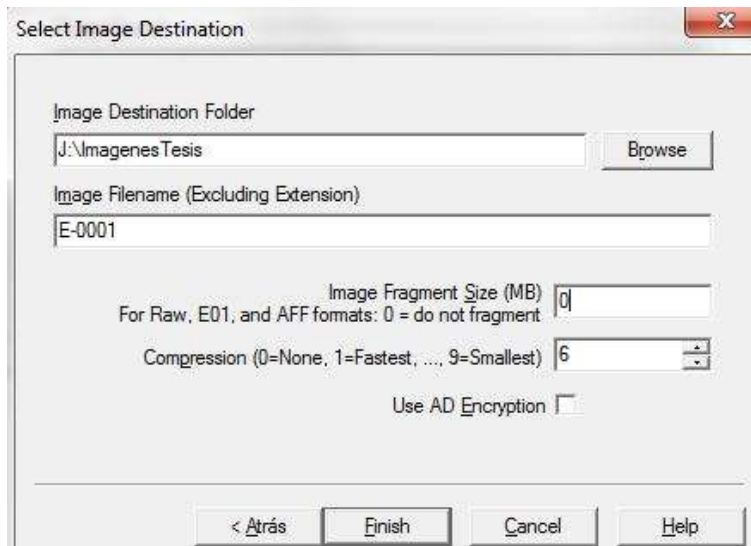 Select Image Destination
Image Destination Folder
J:\ImagenesTesis
Browse
Image Filename (Excluding Extension)
E-0001
Image Fragment Size (MB)
0
For Raw, E01, and AFF formats: 0 = do not fragment
Compression (0=None, 1=Fastest, ..., 9=Smallest)
6
Use AD Encryption
< Atrás
Finish
Cancel
Help